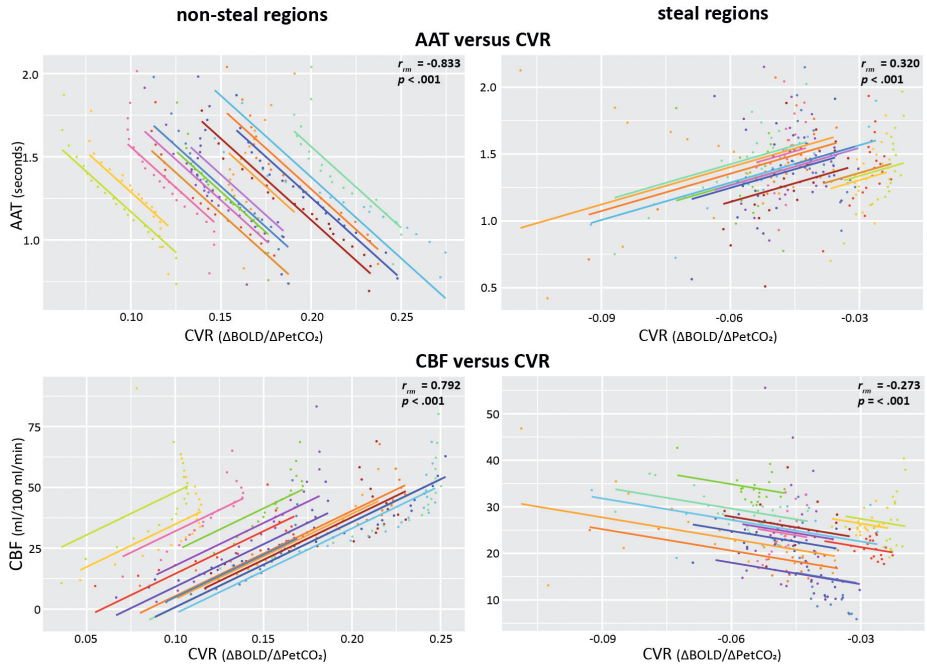 non-steal regions
steal regions
AAT versus CVR
r_rm = -0.833
p < .001
r_rm = 0.320
p < .001
2.0
1.5
1.0
AAT (seconds)
0.10
0.15
0.20
0.25
CVR (ΔBOLD/ΔPetCO₂)
2.0
1.5
1.0
0.5
-0.09
-0.06
-0.03
CVR (ΔBOLD/ΔPetCO₂)
CBF versus CVR
r_rm = 0.792
p < .001
r_rm = -0.273
p = < .001
75
50
25
0
CBF (ml/100 ml/min)
0.05
0.10
0.15
0.20
0.25
CVR (ΔBOLD/ΔPetCO₂)
50
40
30
20
10
-0.09
-0.06
-0.03
CVR (ΔBOLD/ΔPetCO₂)